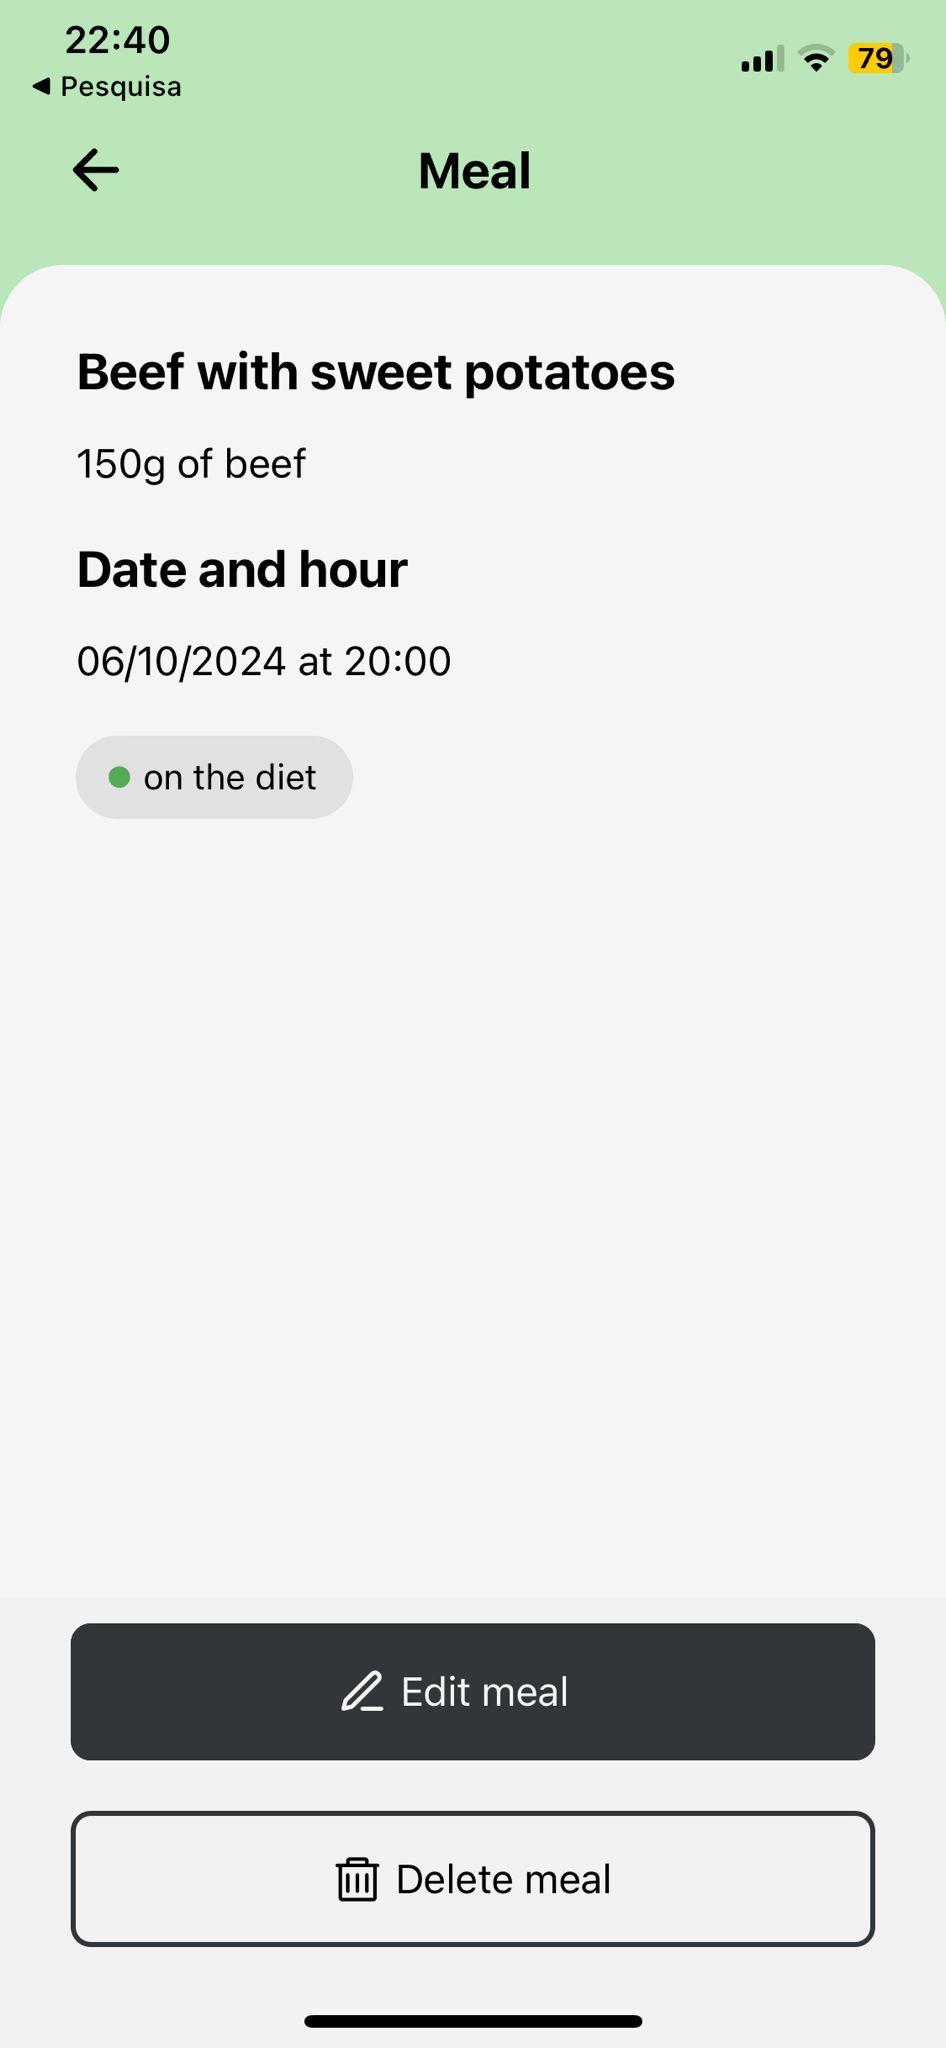 22:40
79
◀ Pesquisa
Meal
Beef with sweet potatoes
150g of beef
Date and hour
06/10/2024 at 20:00
on the diet
Edit meal
Delete meal